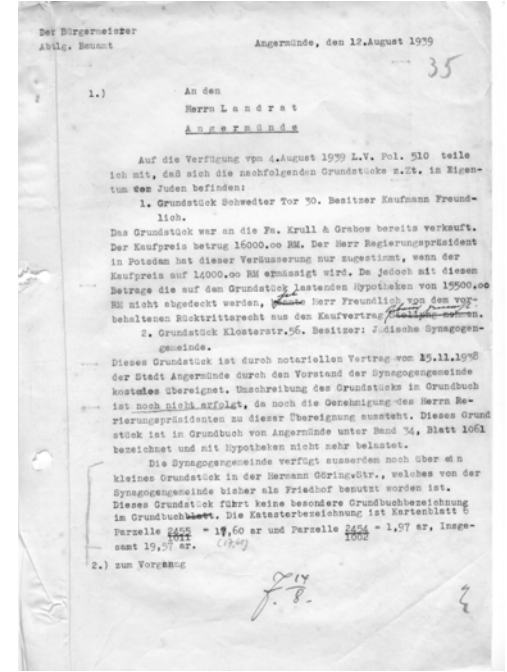 Der Bürgermeister
Abtlg. Bauamt
Angermünde, den 12.August 1939
35
1.)
An den
Herrn L a n d r a t
A n g e r m ü n d e
Auf die Verfügung vom 4.August 1939 L.V. Pol. 510 teile
ich mit, daß sich die nachfolgenden Grundstücke z.Zt. in Eigen-
tum von Juden befinden:
1. Grundstück Schwedter Tor 30. Besitzer Kaufmann Freund-
lich.
Das Grundstück war an die Fa. Krull & Grabow bereits verkauft.
Der Kaufpreis betrug 16000.oo RM. Der Herr Regierungspräsident
in Potsdam hat dieser Veräusserung nur zugestimmt, wenn der
Kaufpreis auf 14000.oo RM ermässigt wird. Da jedoch mit diesem
Betrage die auf dem Grundstück lastenden Hypotheken von 15500.oo
RM nicht abgedeckt werden, Herr Freundlich von dem vor-
behaltenen Rücktrittsrecht aus dem Kaufvertrag
2. Grundstück Klosterstr.56. Besitzer: Jüdische Synagogen-
gemeinde.
Dieses Grundstück ist durch notariellen Vertrag vom 15.11.1938
der Stadt Angermünde durch den Vorstand der Synagogengemeinde
kostenlos übereignet. Umschreibung des Grundstücks im Grundbuch
ist noch nicht erfolgt, da noch die Genehmigung des Herrn Re-
gierungspräsidenten zu dieser Übereignung aussteht. Dieses Grund
stück ist im Grundbuch von Angermünde unter Band 34, Blatt 1061
bezeichnet und mit Hypotheken nicht mehr belastet.
Die Synagogengemeinde verfügt ausserdem noch über ein
kleines Grundstück in der Hermann Göring.Str., welches von der
Synagogengemeinde bisher als Friedhof benutzt worden ist.
Dieses Grundstück führt keine besondere Grundbuchbezeichnung
im Grundbuchblatt. Die Katasterbezeichnung ist Kartenblatt 6
Parzelle 2455/1011 = 17,60 ar und Parzelle 2454/1002 = 1,97 ar, Insge-
samt 19,57 ar. (17,60)
2.) zum Vorgang
14/8.